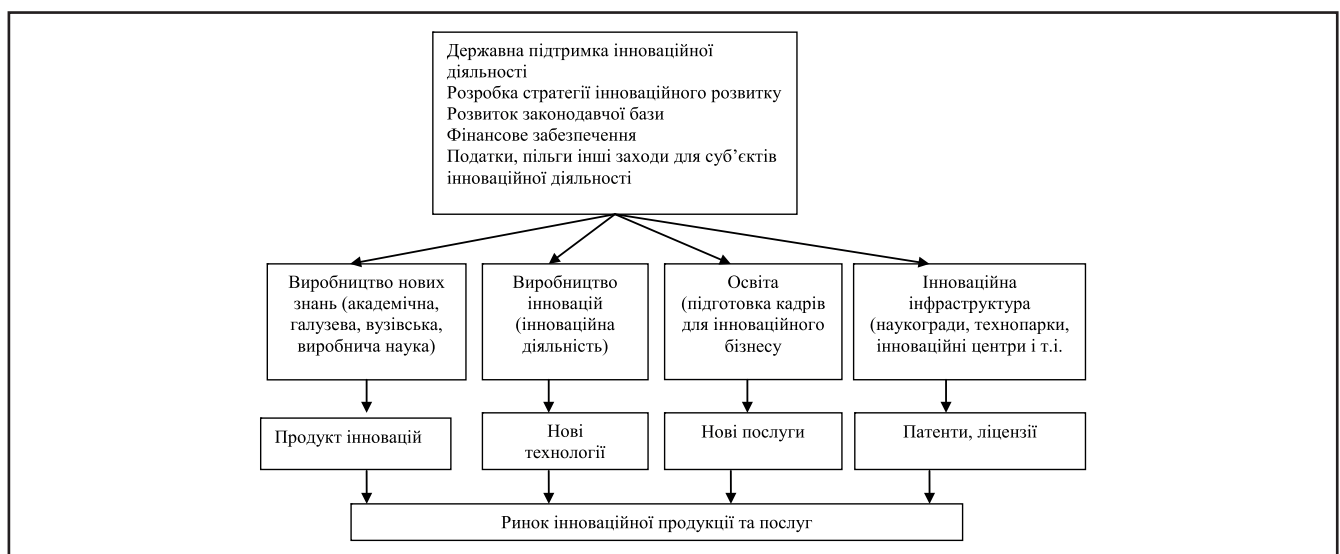 Державна підтримка інноваційної
діяльності
Розробка стратегії інноваційного розвитку
Розвиток законодавчої бази
Фінансове забезпечення
Податки, пільги інші заходи для суб’єктів
інноваційної діяльності
Виробництво нових
знань (академічна,
галузева, вузівська,
виробнича наука)
Виробництво
інновацій
(інноваційна
діяльність)
Освіта
(підготовка кадрів
для інноваційного
бізнесу
Інноваційна
інфраструктура
(наукогради, технопарки,
інноваційні центри і т.і.
Продукт інновацій
Нові
технології
Нові послуги
Патенти, ліцензії
Ринок інноваційної продукції та послуг